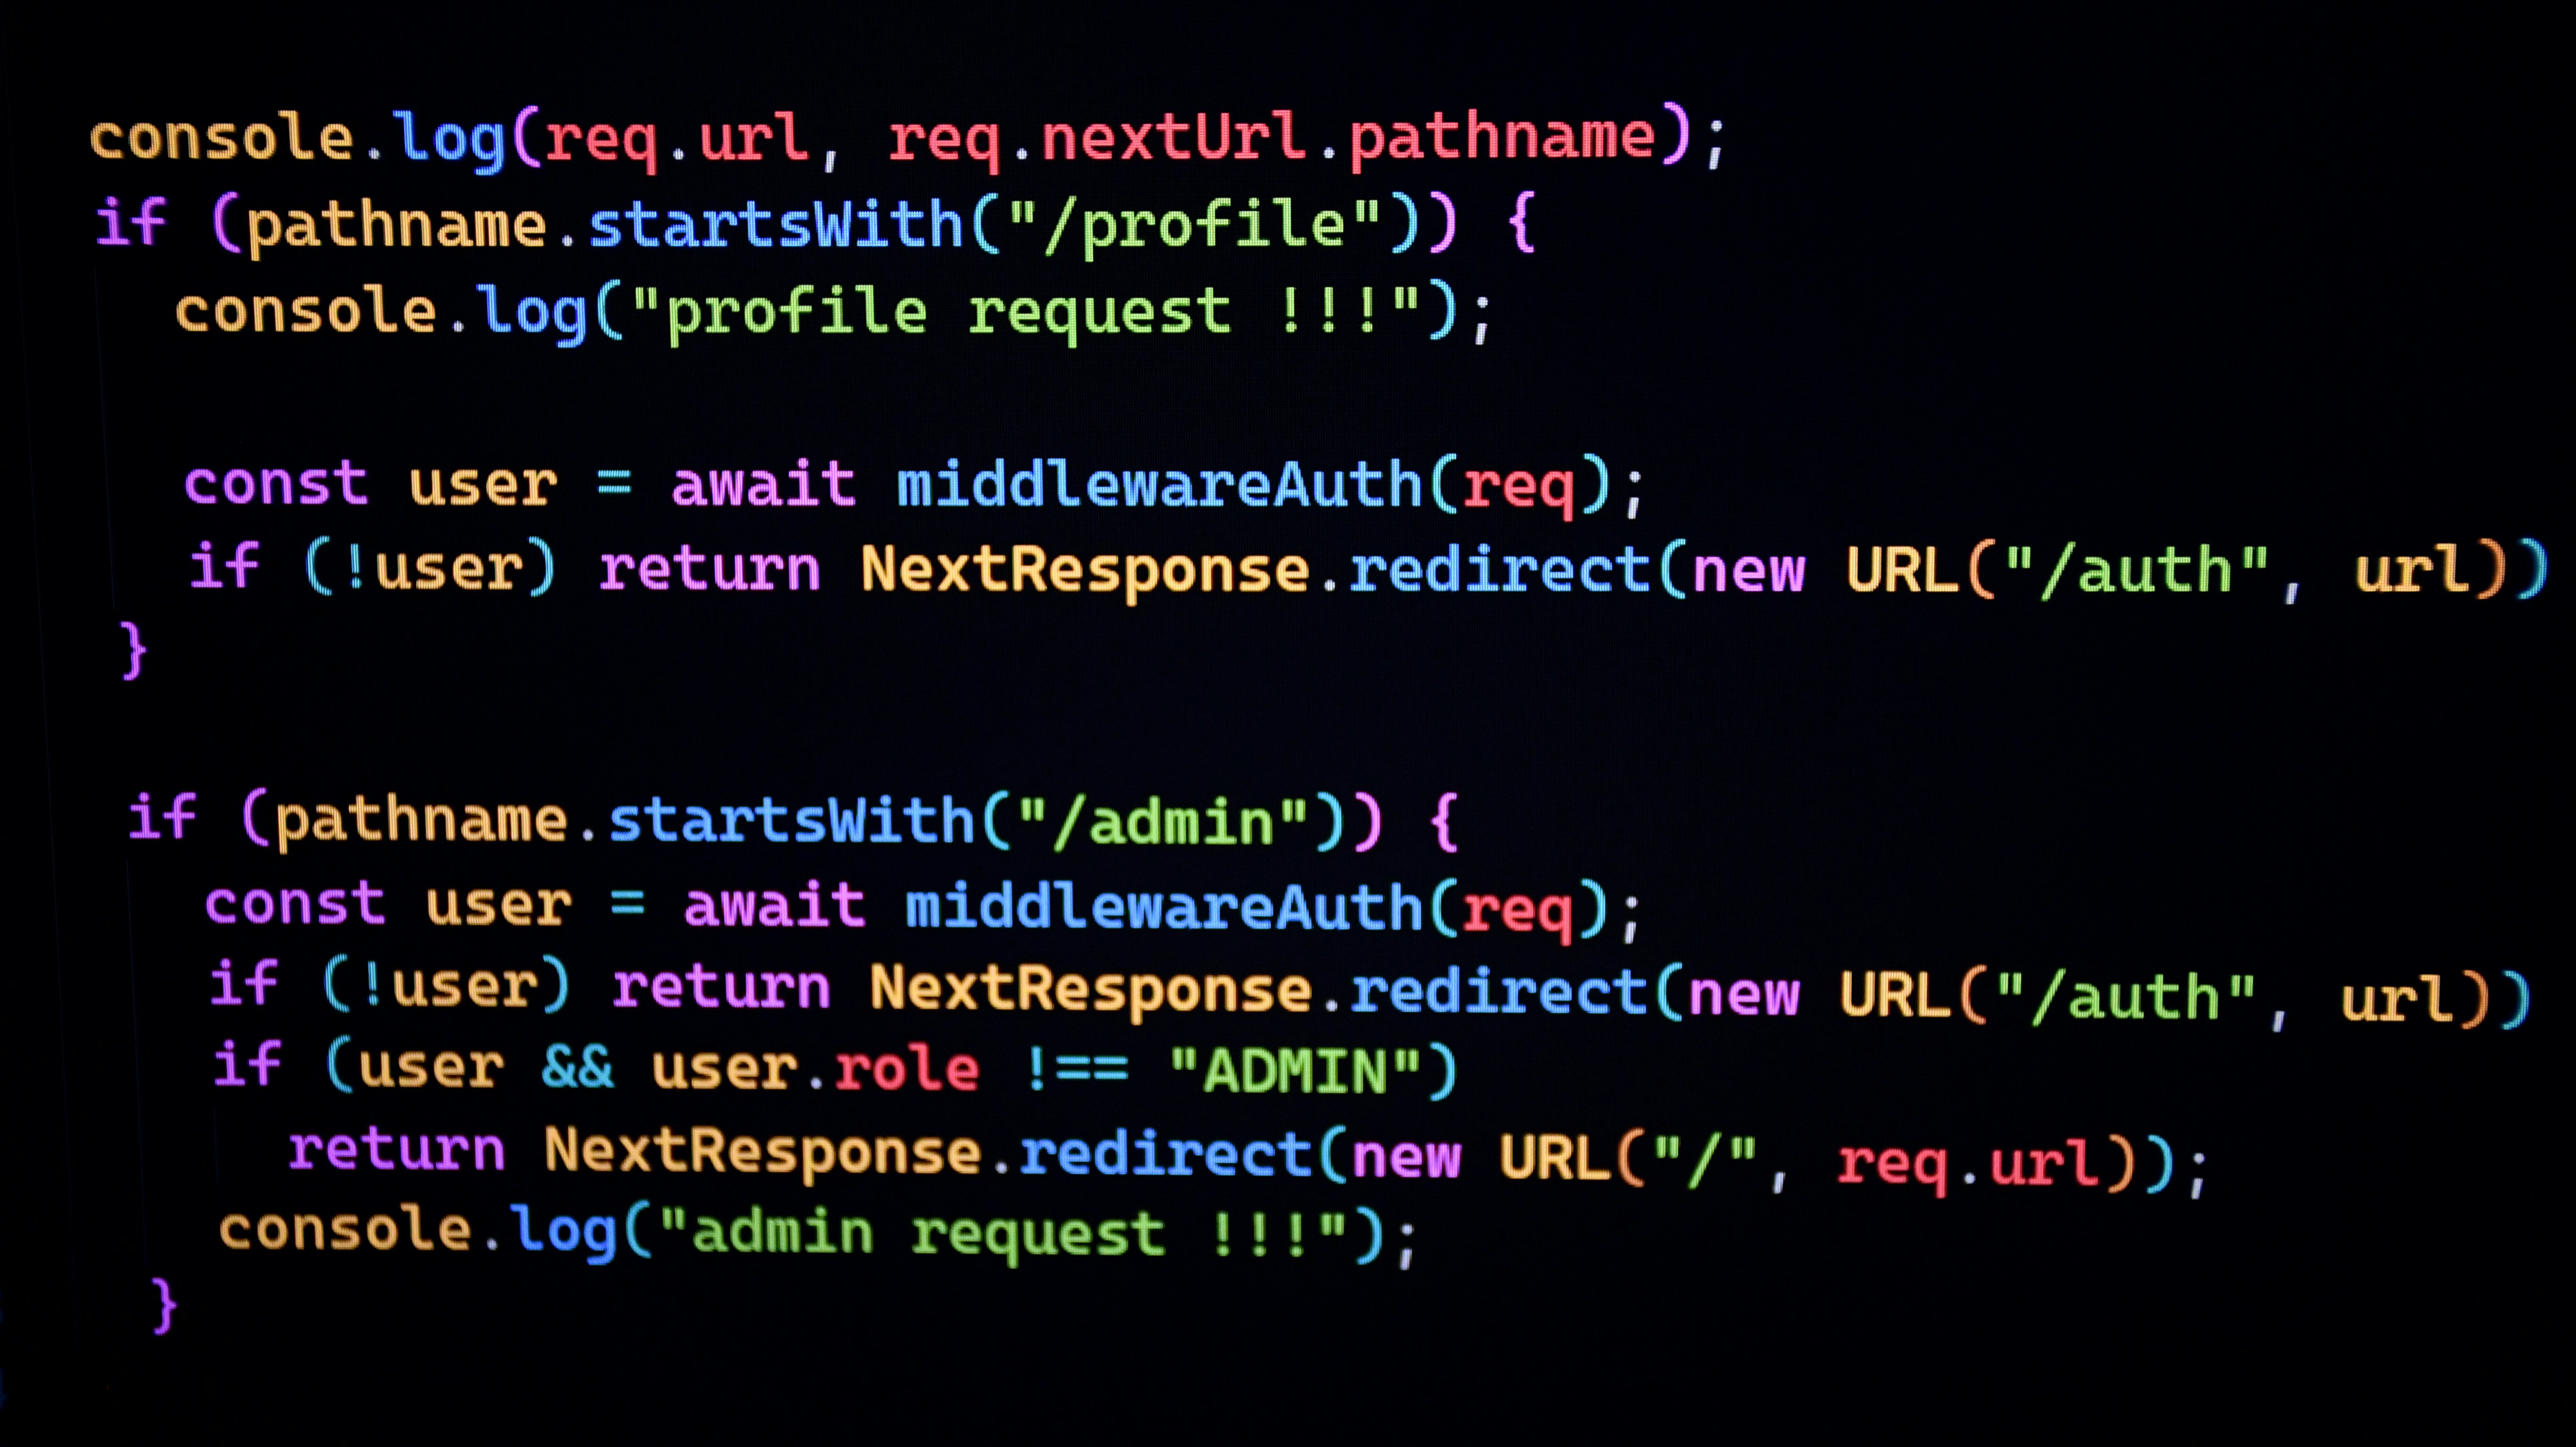 console.log(req.url, req.nextUrl.pathname);
if (pathname.startsWith("/profile")) {
console.log("profile request !!!");
const user = await middlewareAuth(req);
if (!user) return NextResponse.redirect(new URL("/auth", url))
}
if (pathname.startsWith("/admin")) {
const user = await middlewareAuth(req);
if (!user) return NextResponse.redirect(new URL("/auth", url))
if (user && user.role !== "ADMIN")
return NextResponse.redirect(new URL("/", req.url));
console.log("admin request !!!");
}